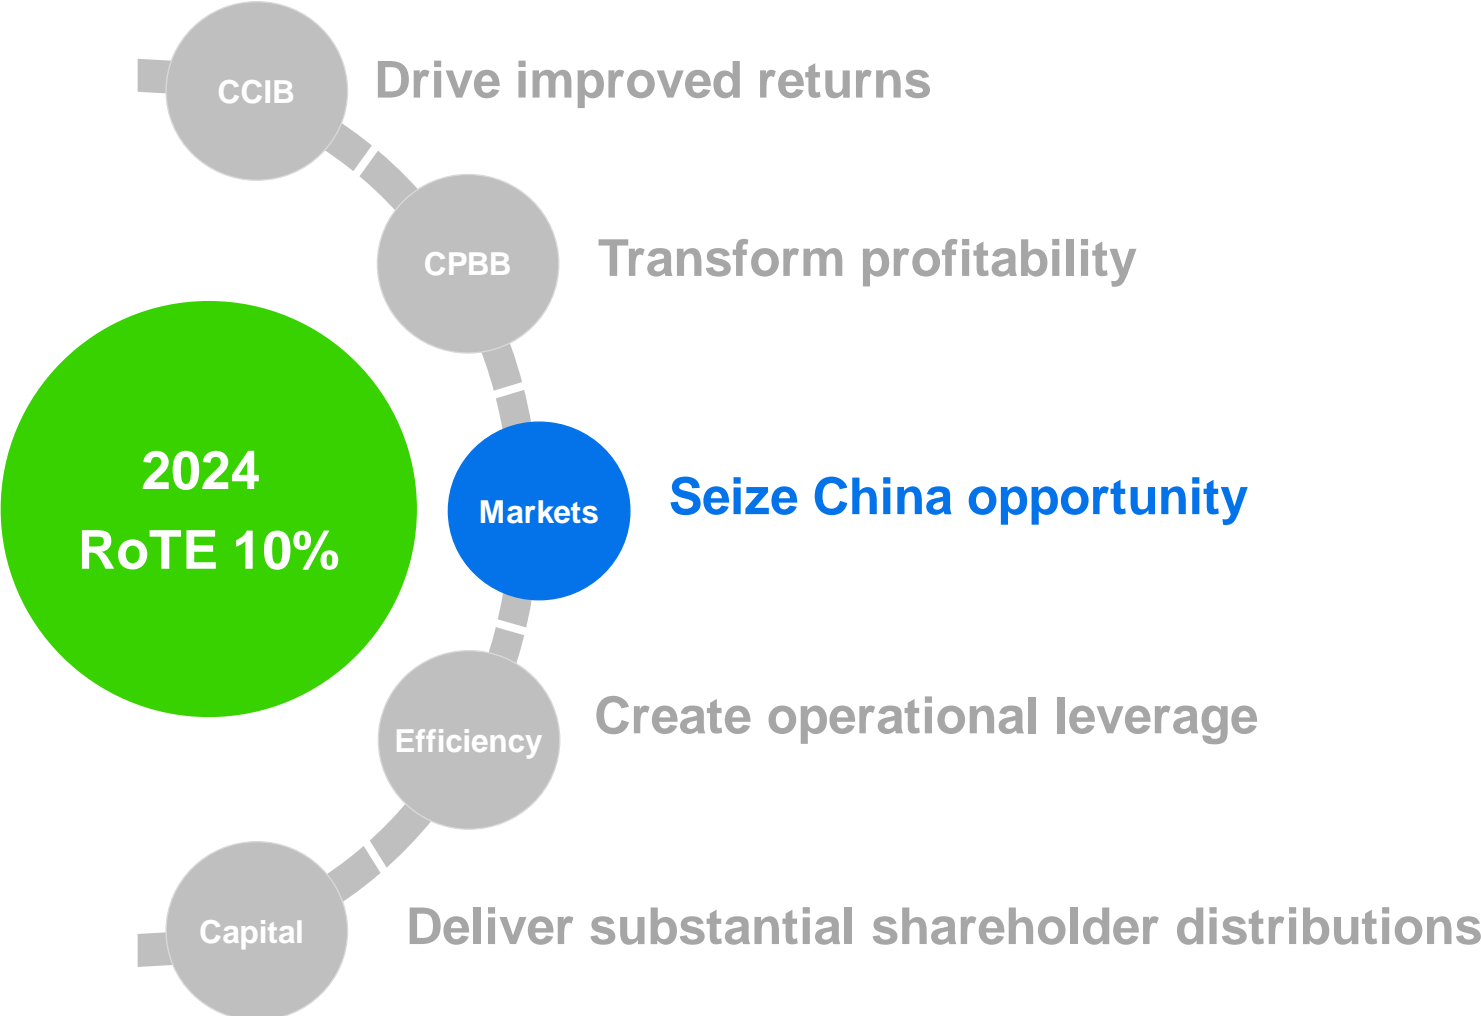 CCIB
Drive improved returns
CPBB
Transform profitability
2024
RoTE 10%
Markets
Seize China opportunity
Efficiency
Create operational leverage
Capital
Deliver substantial shareholder distributions